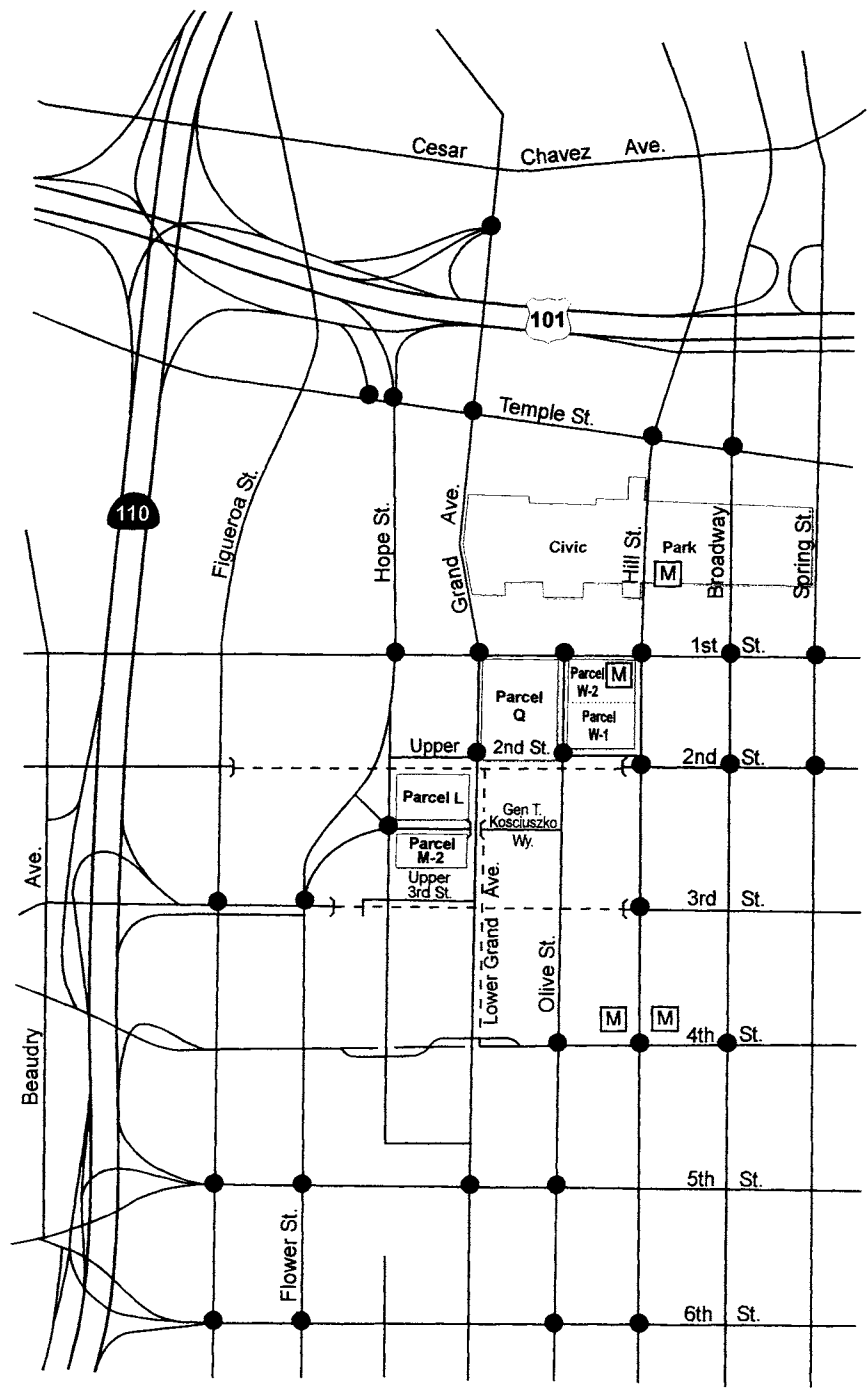 Cesar Chavez Ave.
101
Temple St.
110
Figueroa St.
Hope St.
Grand Ave.
Civic Park
Hill St.
M
Broadway
Spring St.
1st St.
Parcel
Q
Parcel M
W-2
Parcel
W-1
Upper 2nd St.
2nd St.
Parcel L
Gen T.
Kosciuszko
Wy.
Parcel
M-2
Upper
3rd St.
3rd St.
Lower Grand Ave.
Olive St.
M M
4th St.
Beaudry Ave.
5th St.
Flower St.
6th St.